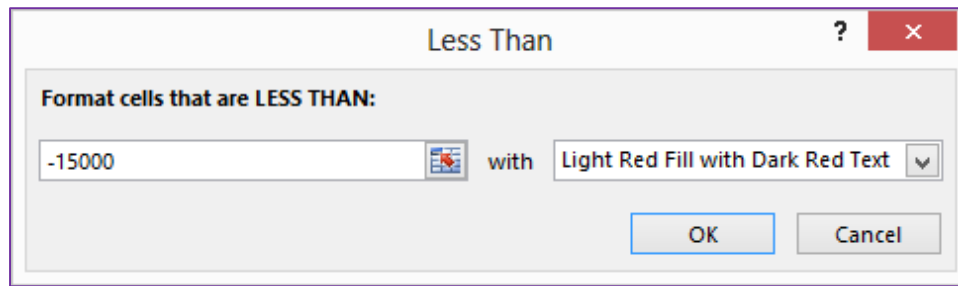 Less Than
?
Format cells that are LESS THAN:
-15000 with Light Red Fill with Dark Red Text
OK Cancel